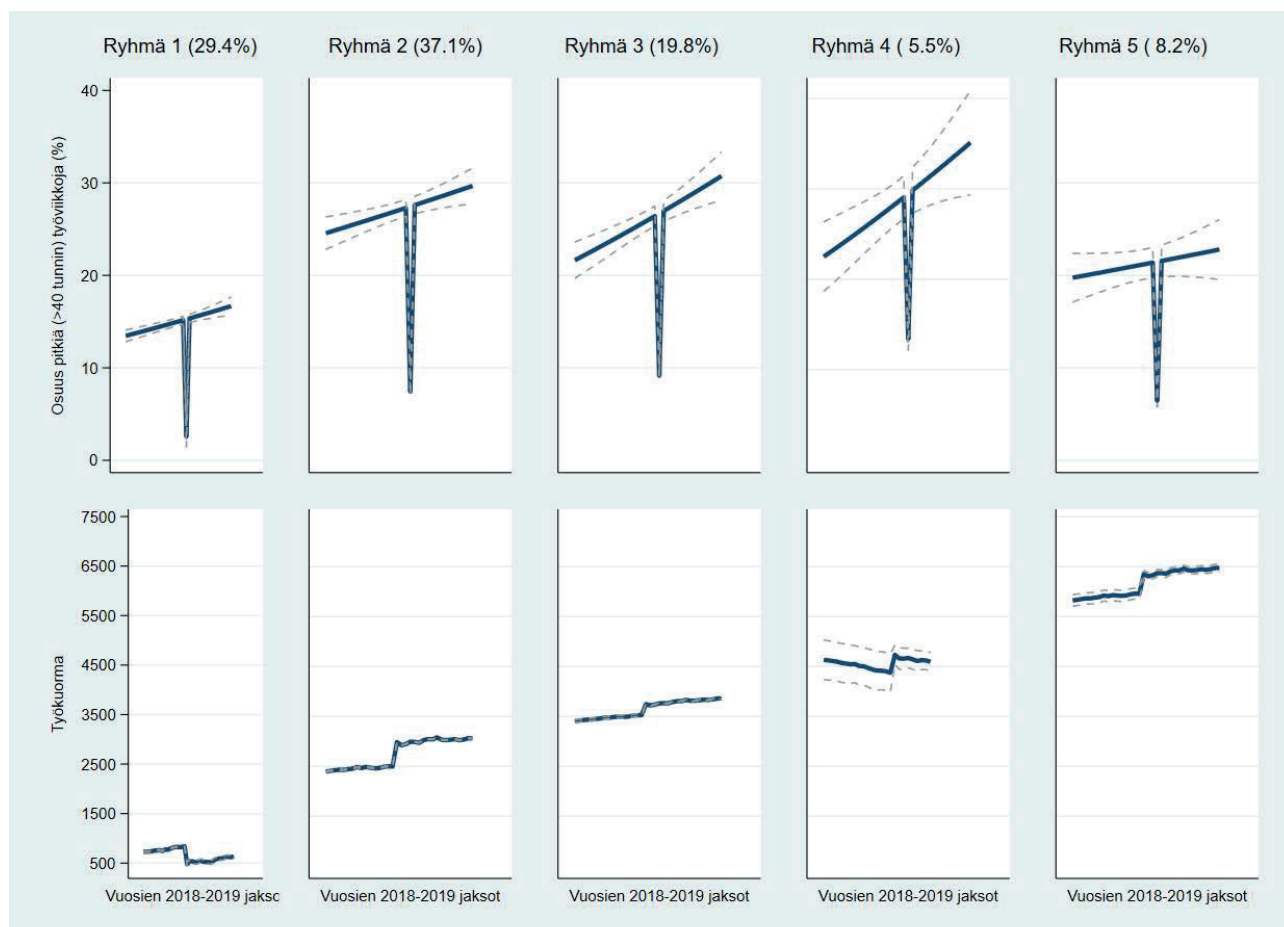 Ryhmä 1 (29.4%)
Ryhmä 2 (37.1%)
Ryhmä 3 (19.8%)
Ryhmä 4 ( 5.5%)
Ryhmä 5 ( 8.2%)
Osuus pitkiä (>40 tunnin) työviikkoja (%)
40
30
20
10
0
Työkuorma
7500
6500
5500
4500
3500
2500
1500
500
Vuosien 2018-2019 jaksc
Vuosien 2018-2019 jaksot
Vuosien 2018-2019 jaksot
Vuosien 2018-2019 jaksot
Vuosien 2018-2019 jaksot